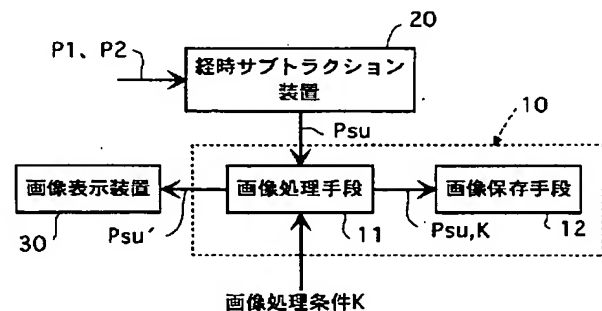 20
P1、P2
経時サブトラクション
装置
Psu
10
画像表示装置
画像処理手段
画像保存手段
30
Psu′
11
Psu,K
12
画像処理条件K